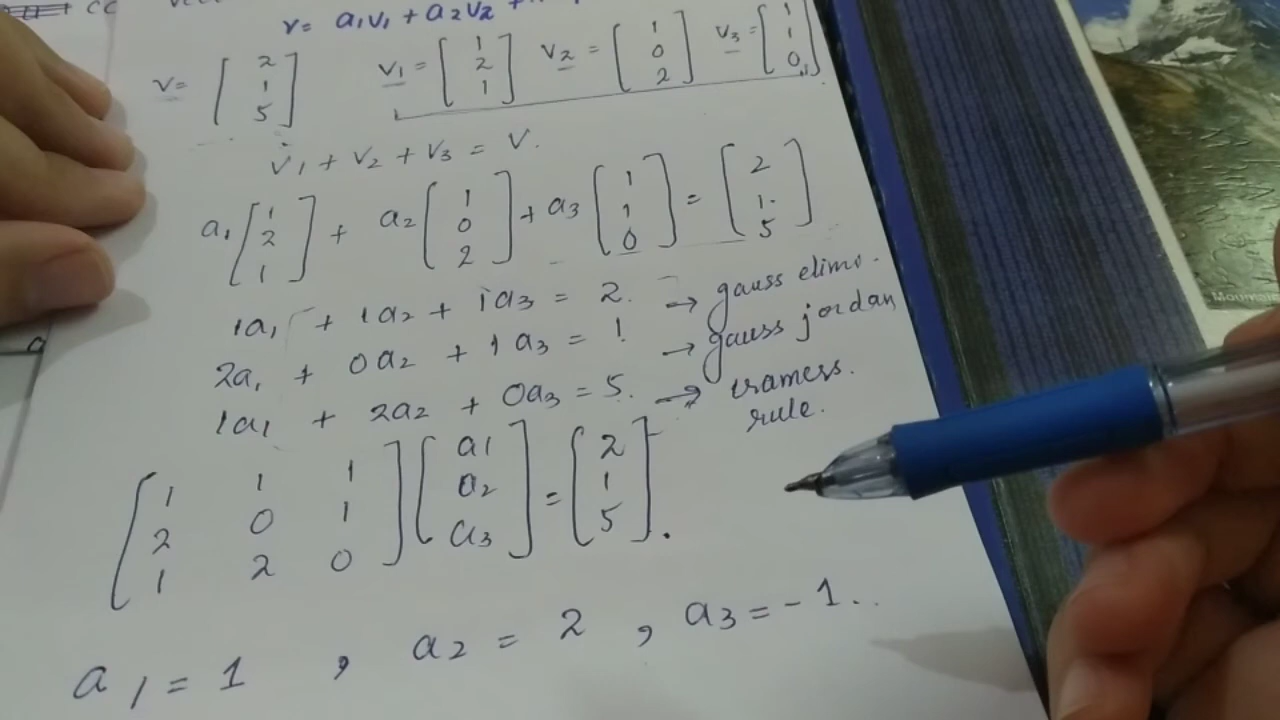 cc
v = a1v1 + a2v2 +
v = [2 1 5] v1 = [1 2 1] v2 = [1 0 2] v3 = [1 1 0]
v1 + v2 + v3 = v.
a1 [1 2 1] + a2 [1 0 2] + a3 [1 1 0] = [2 1 5]
1a1 + 1a2 + 1a3 = 2. → gauss elimi.
2a1 + 0a2 + 1a3 = 1 → gauss jordan
1a1 + 2a2 + 0a3 = 5. → cramers.
rule.
[1 1 1 [a1 [2
2 0 1 a2 = 1
1 2 0] a3] 5].
a1 = 1 , a2 = 2 , a3 = -1..
Mountain